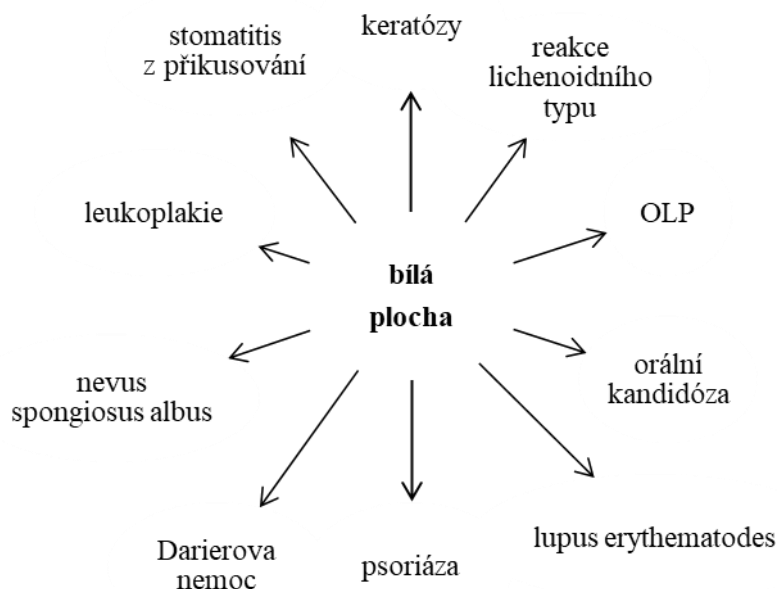 stomatitis
z přikusování
keratózy
reakce
lichenoidního
typu
leukoplakie
OLP
bílá
plocha
nevus
spongiosus albus
orální
kandidóza
Darierova
nemoc
psoriáza
lupus erythematodes